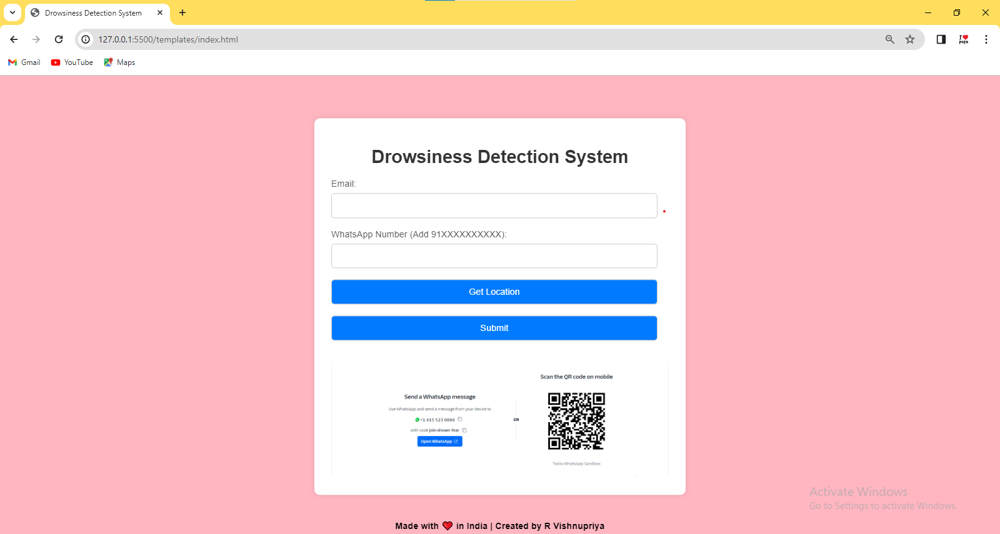 Drowsiness Detection System
127.0.0.1:5500/templates/index.html
I ❤ papa
Gmail YouTube Maps
Drowsiness Detection System
Email:
WhatsApp Number (Add 91XXXXXXXXXX):
Get Location
Submit
Scan the QR code on mobile
Send a WhatsApp message
Use WhatsApp and send a message from your device to
+1 415 523 8886
OR
with code join shown-fear
Open WhatsApp
Twilio WhatsApp Sandbox
Activate Windows
Go to Settings to activate Windows.
Made with ❤ in India | Created by R Vishnupriya